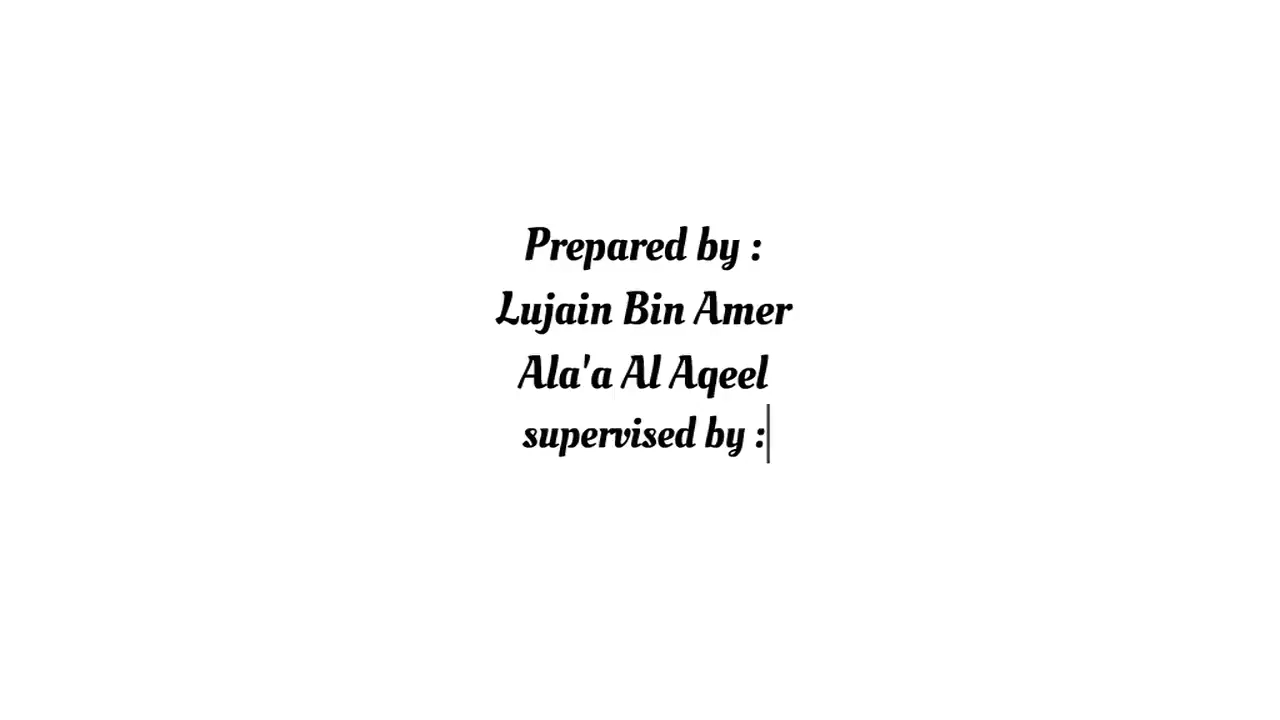 Prepared by :
Lujain Bin Amer
Ala'a Al Aqeel
supervised by :